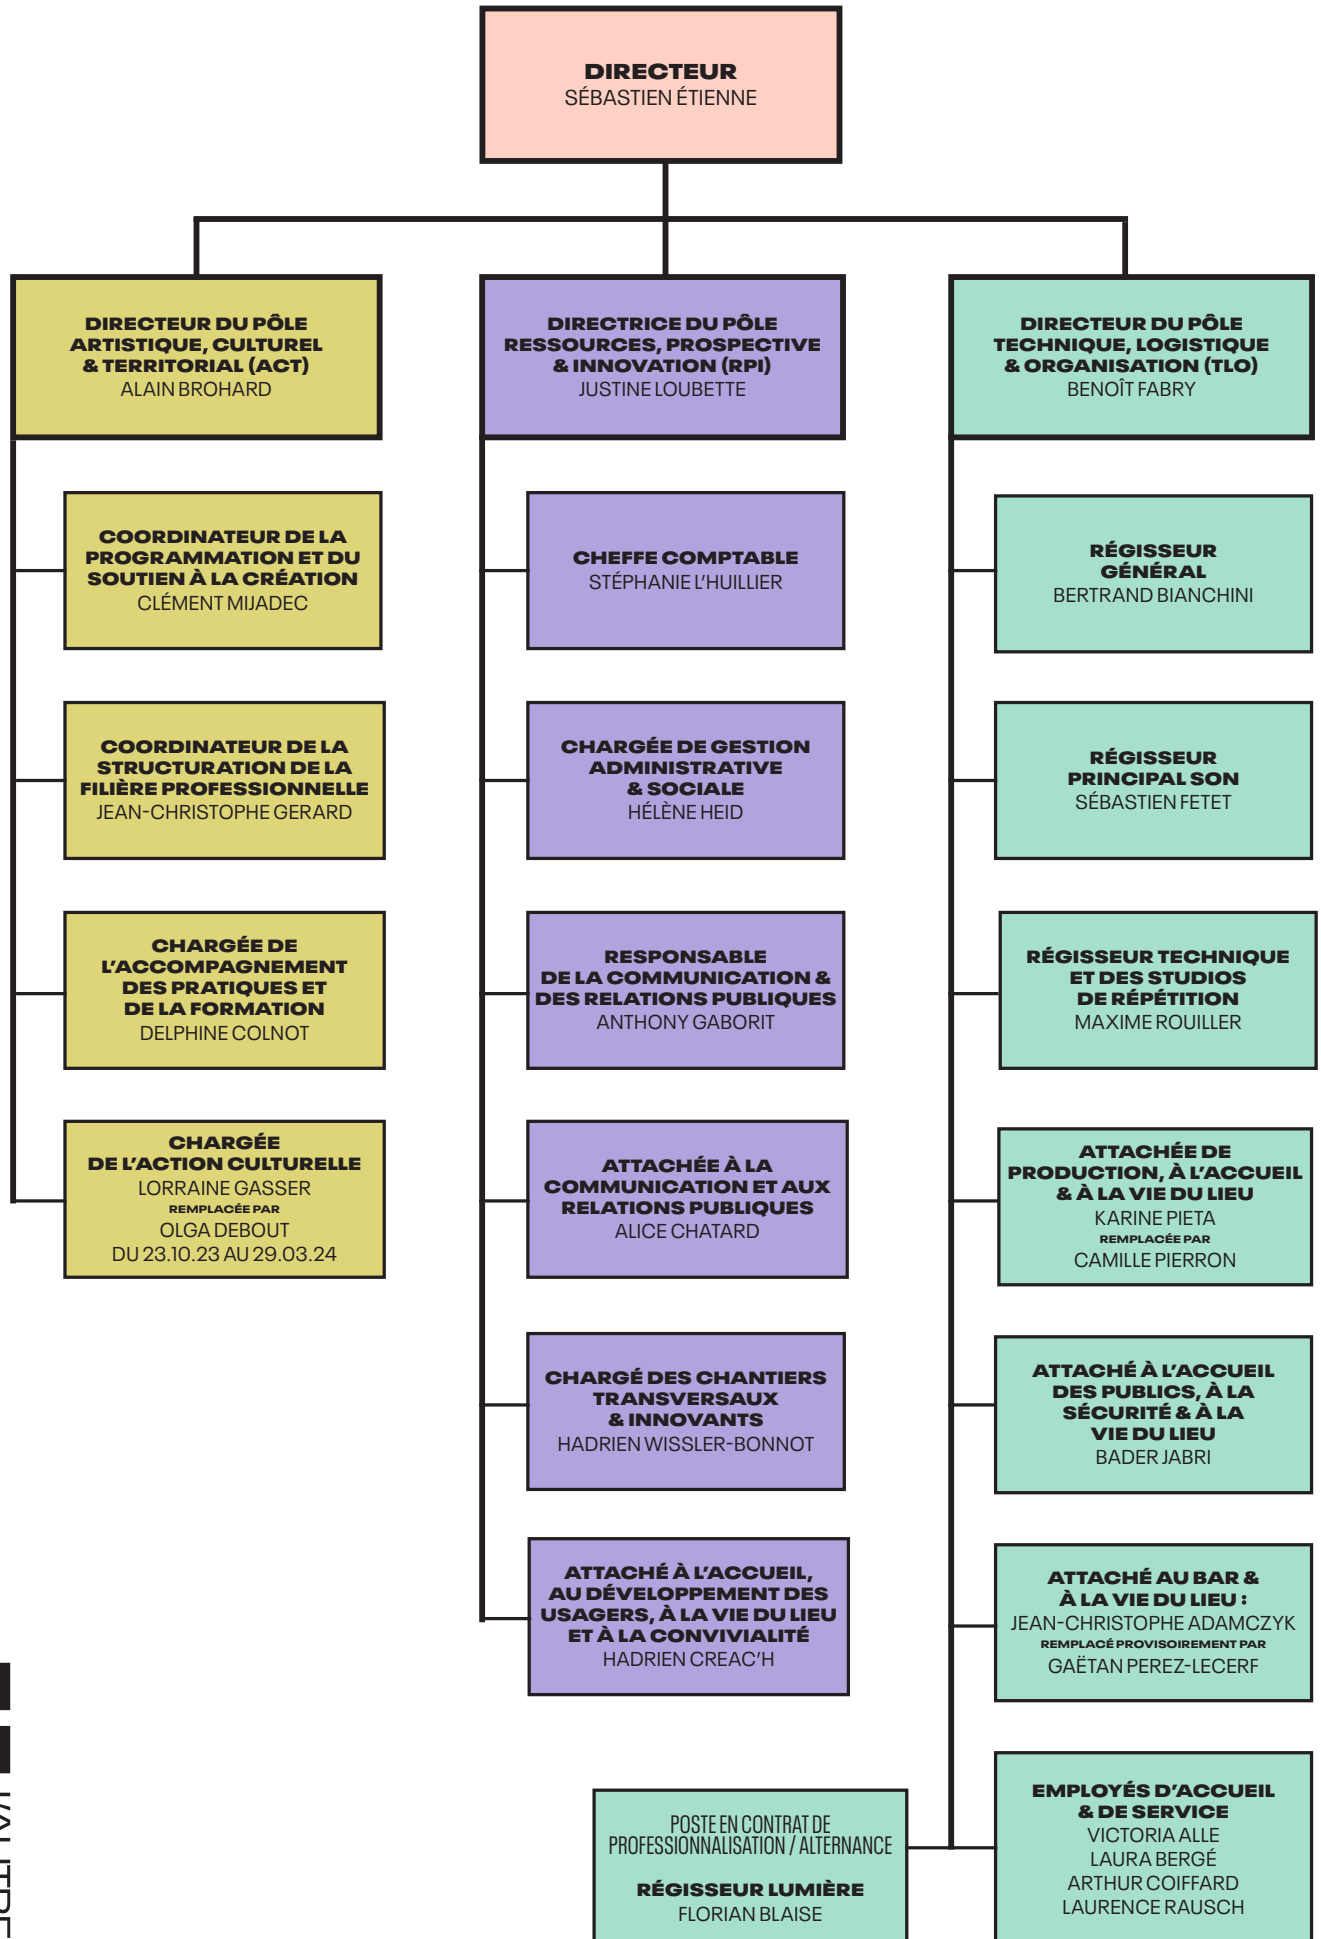 DIRECTEUR
SÉBASTIEN ÉTIENNE
DIRECTEUR DU PÔLE
ARTISTIQUE, CULTUREL
& TERRITORIAL (ACT)
ALAIN BROHARD
COORDINATEUR DE LA
PROGRAMMATION ET DU
SOUTIEN À LA CRÉATION
CLÉMENT MIJADEC
COORDINATEUR DE LA
STRUCTURATION DE LA
FILIÈRE PROFESSIONNELLE
JEAN-CHRISTOPHE GERARD
CHARGÉE DE
L'ACCOMPAGNEMENT
DES PRATIQUES ET
DE LA FORMATION
DELPHINE COLNOT
CHARGÉE
DE L'ACTION CULTURELLE
LORRAINE GASSER
REMPLACÉE PAR
OLGA DEBOUT
DU 23.10.23 AU 29.03.24
DIRECTRICE DU PÔLE
RESSOURCES, PROSPECTIVE
& INNOVATION (RPI)
JUSTINE LOUBETTE
CHEFFE COMPTABLE
STÉPHANIE L'HUILLIER
CHARGÉE DE GESTION
ADMINISTRATIVE
& SOCIALE
HÉLÈNE HEID
RESPONSABLE
DE LA COMMUNICATION &
DES RELATIONS PUBLIQUES
ANTHONY GABORIT
ATTACHÉE À LA
COMMUNICATION ET AUX
RELATIONS PUBLIQUES
ALICE CHATARD
CHARGÉ DES CHANTIERS
TRANSVERSAUX
& INNOVANTS
HADRIEN WISSLER-BONNOT
ATTACHÉ À L'ACCUEIL,
AU DÉVELOPPEMENT DES
USAGERS, À LA VIE DU LIEU
ET À LA CONVIVIALITÉ
HADRIEN CREAC'H
DIRECTEUR DU PÔLE
TECHNIQUE, LOGISTIQUE
& ORGANISATION (TLO)
BENOÎT FABRY
RÉGISSEUR
GÉNÉRAL
BERTRAND BIANCHINI
RÉGISSEUR
PRINCIPAL SON
SÉBASTIEN FETET
RÉGISSEUR TECHNIQUE
ET DES STUDIOS
DE RÉPÉTITION
MAXIME ROUILLER
ATTACHÉE DE
PRODUCTION, À L'ACCUEIL
& À LA VIE DU LIEU
KARINE PIETA
REMPLACÉE PAR
CAMILLE PIERRON
ATTACHÉ À L'ACCUEIL
DES PUBLICS, À LA
SÉCURITÉ & À LA
VIE DU LIEU
BADER JABRI
ATTACHÉ AU BAR &
À LA VIE DU LIEU :
JEAN-CHRISTOPHE ADAMCZYK
REMPLACÉ PROVISOIREMENT PAR
GAËTAN PEREZ-LECERF
EMPLOYÉS D'ACCUEIL
& DE SERVICE
VICTORIA ALLE
LAURA BERGÉ
ARTHUR COIFFARD
LAURENCE RAUSCH
POSTE EN CONTRAT DE
PROFESSIONNALISATION / ALTERNANCE
RÉGISSEUR LUMIÈRE
FLORIAN BLAISE